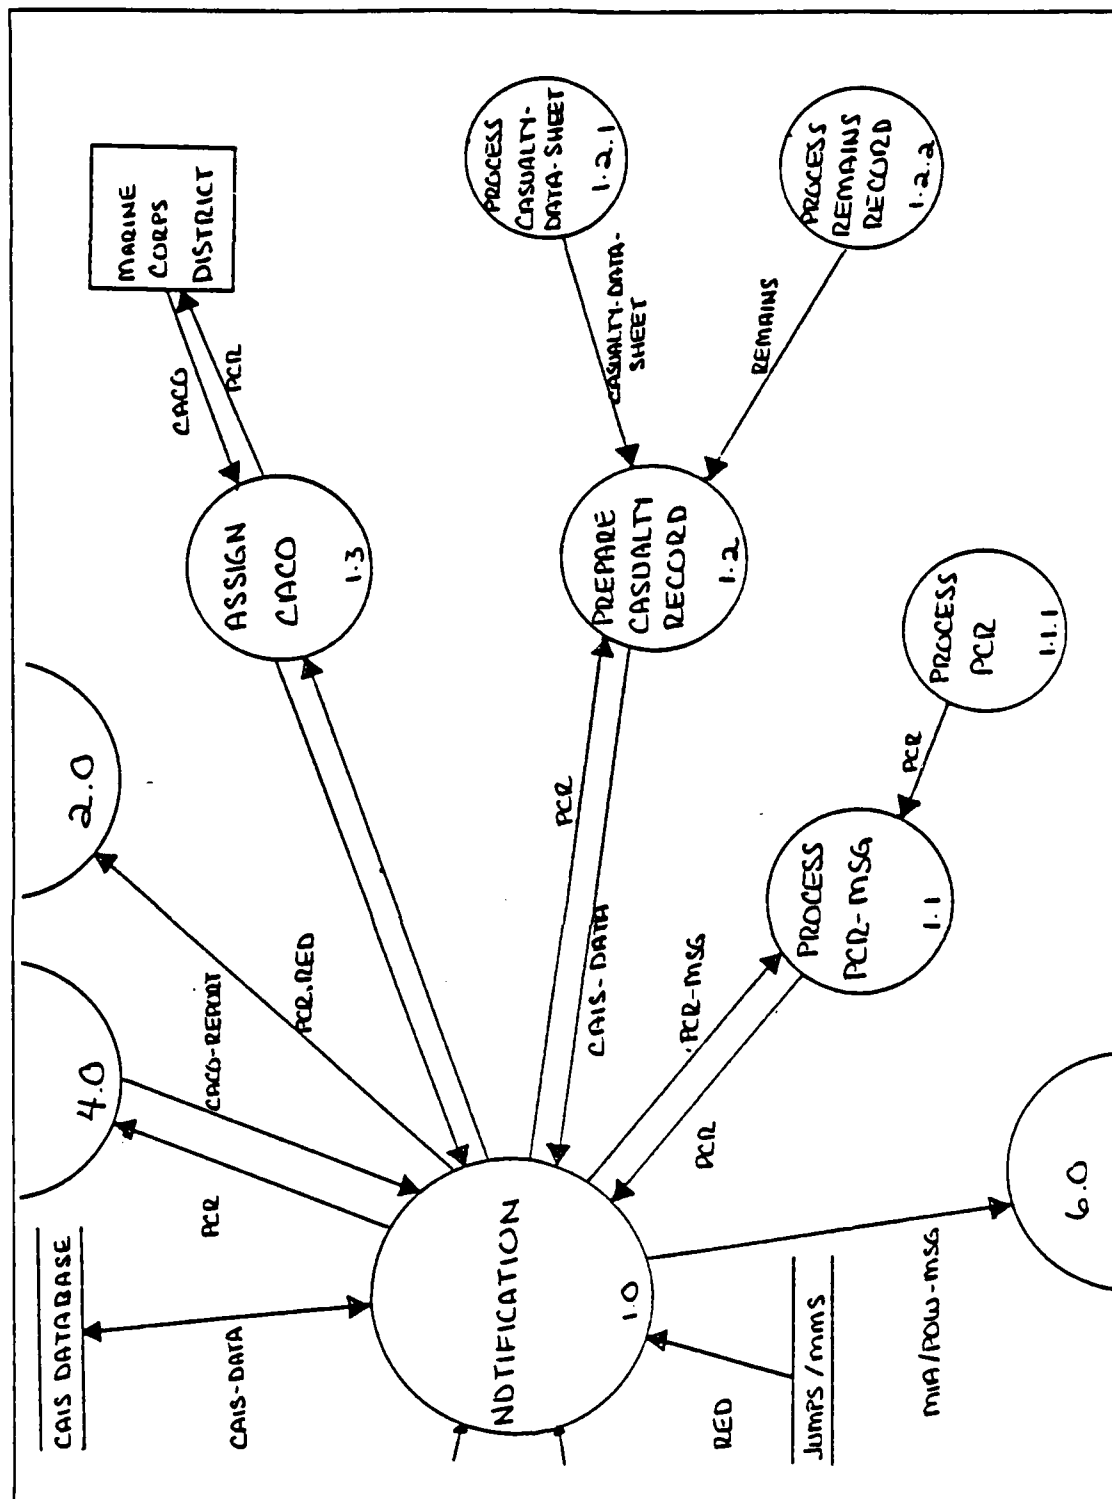 CAIS DATABASE
CAIS-DATA
4.0
PCR
CACO-REPORT
2.0
PCR,RED
MARINE
CORPS
DISTRICT
CACO
PCR
ASSIGN
CACO
1.3
NOTIFICATION
1.0
PCR
CAIS-DATA
PREPARE
CASUALTY
RECORD
1.2
CASUALTY-DATA-
SHEET
PROCESS
CASUALTY-
DATA-SHEET
1.2.1
REMAINS
PROCESS
REMAINS
RECORD
1.2.2
PCR-MSG
PCR
PROCESS
PCR-MSG
1.1
PCR
PROCESS
PCR
1.1.1
RED
JUMPS/MMS
MIA/POW-MSG
6.0